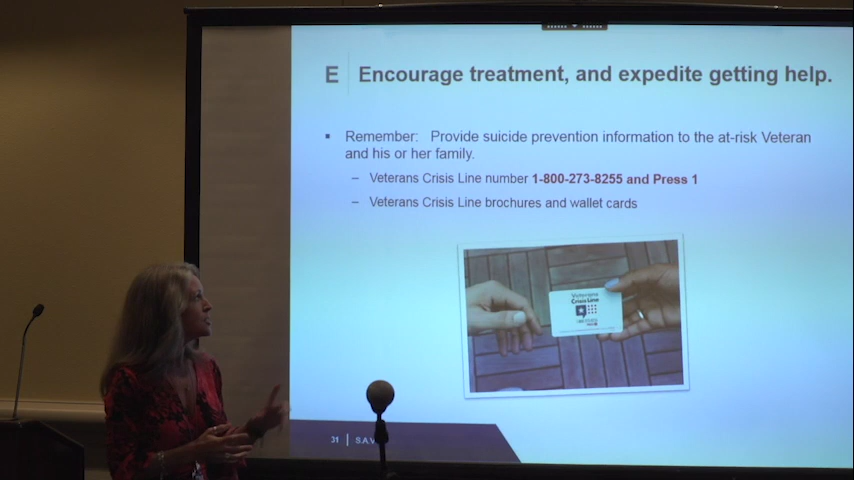 E Encourage treatment, and expedite getting help.
▪ Remember: Provide suicide prevention information to the at-risk Veteran
and his or her family.
– Veterans Crisis Line number 1-800-273-8255 and Press 1
– Veterans Crisis Line brochures and wallet cards
Veterans
Crisis Line
31 | S.A.V